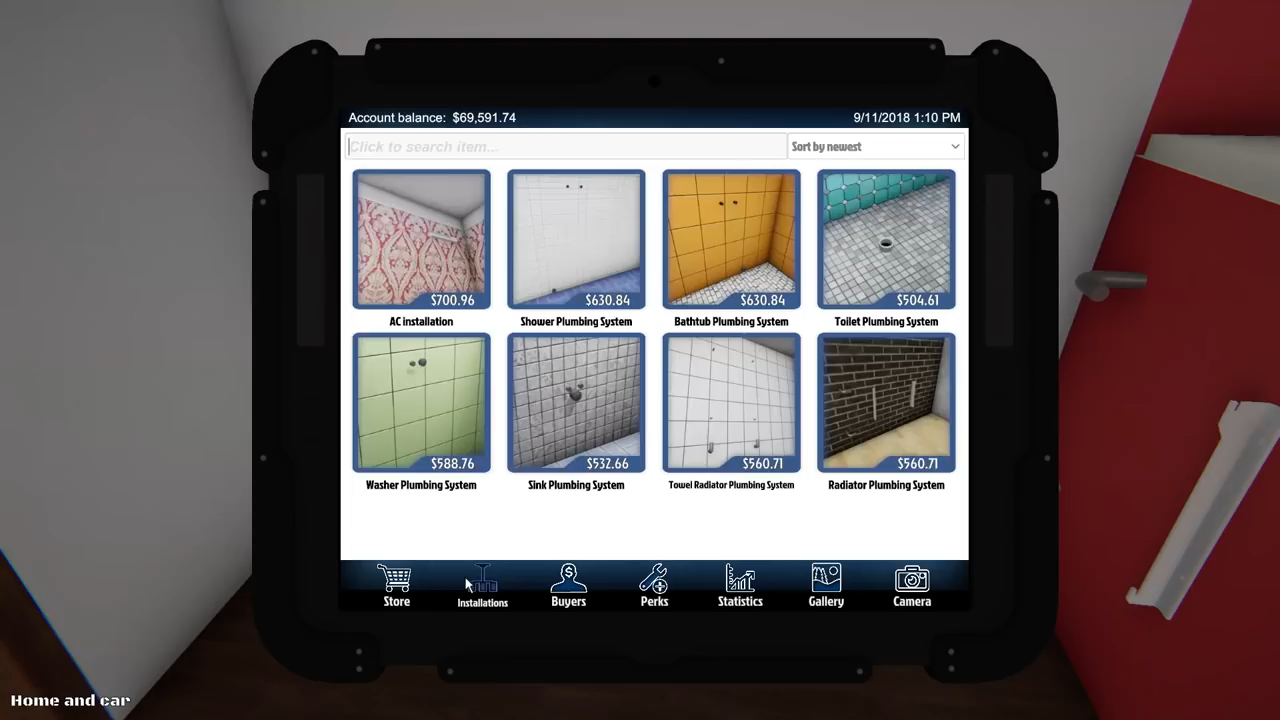 Account balance: $69,591.74 9/11/2018 1:10 PM
Click to search item... Sort by newest
$700.96 $630.84 $630.84 $504.61
AC installation Shower Plumbing System Bathtub Plumbing System Toilet Plumbing System
$588.76 $532.66 $560.71 $560.71
Washer Plumbing System Sink Plumbing System Towel Radiator Plumbing System Radiator Plumbing System
Store Installations Buyers Perks Statistics Gallery Camera
Home and car